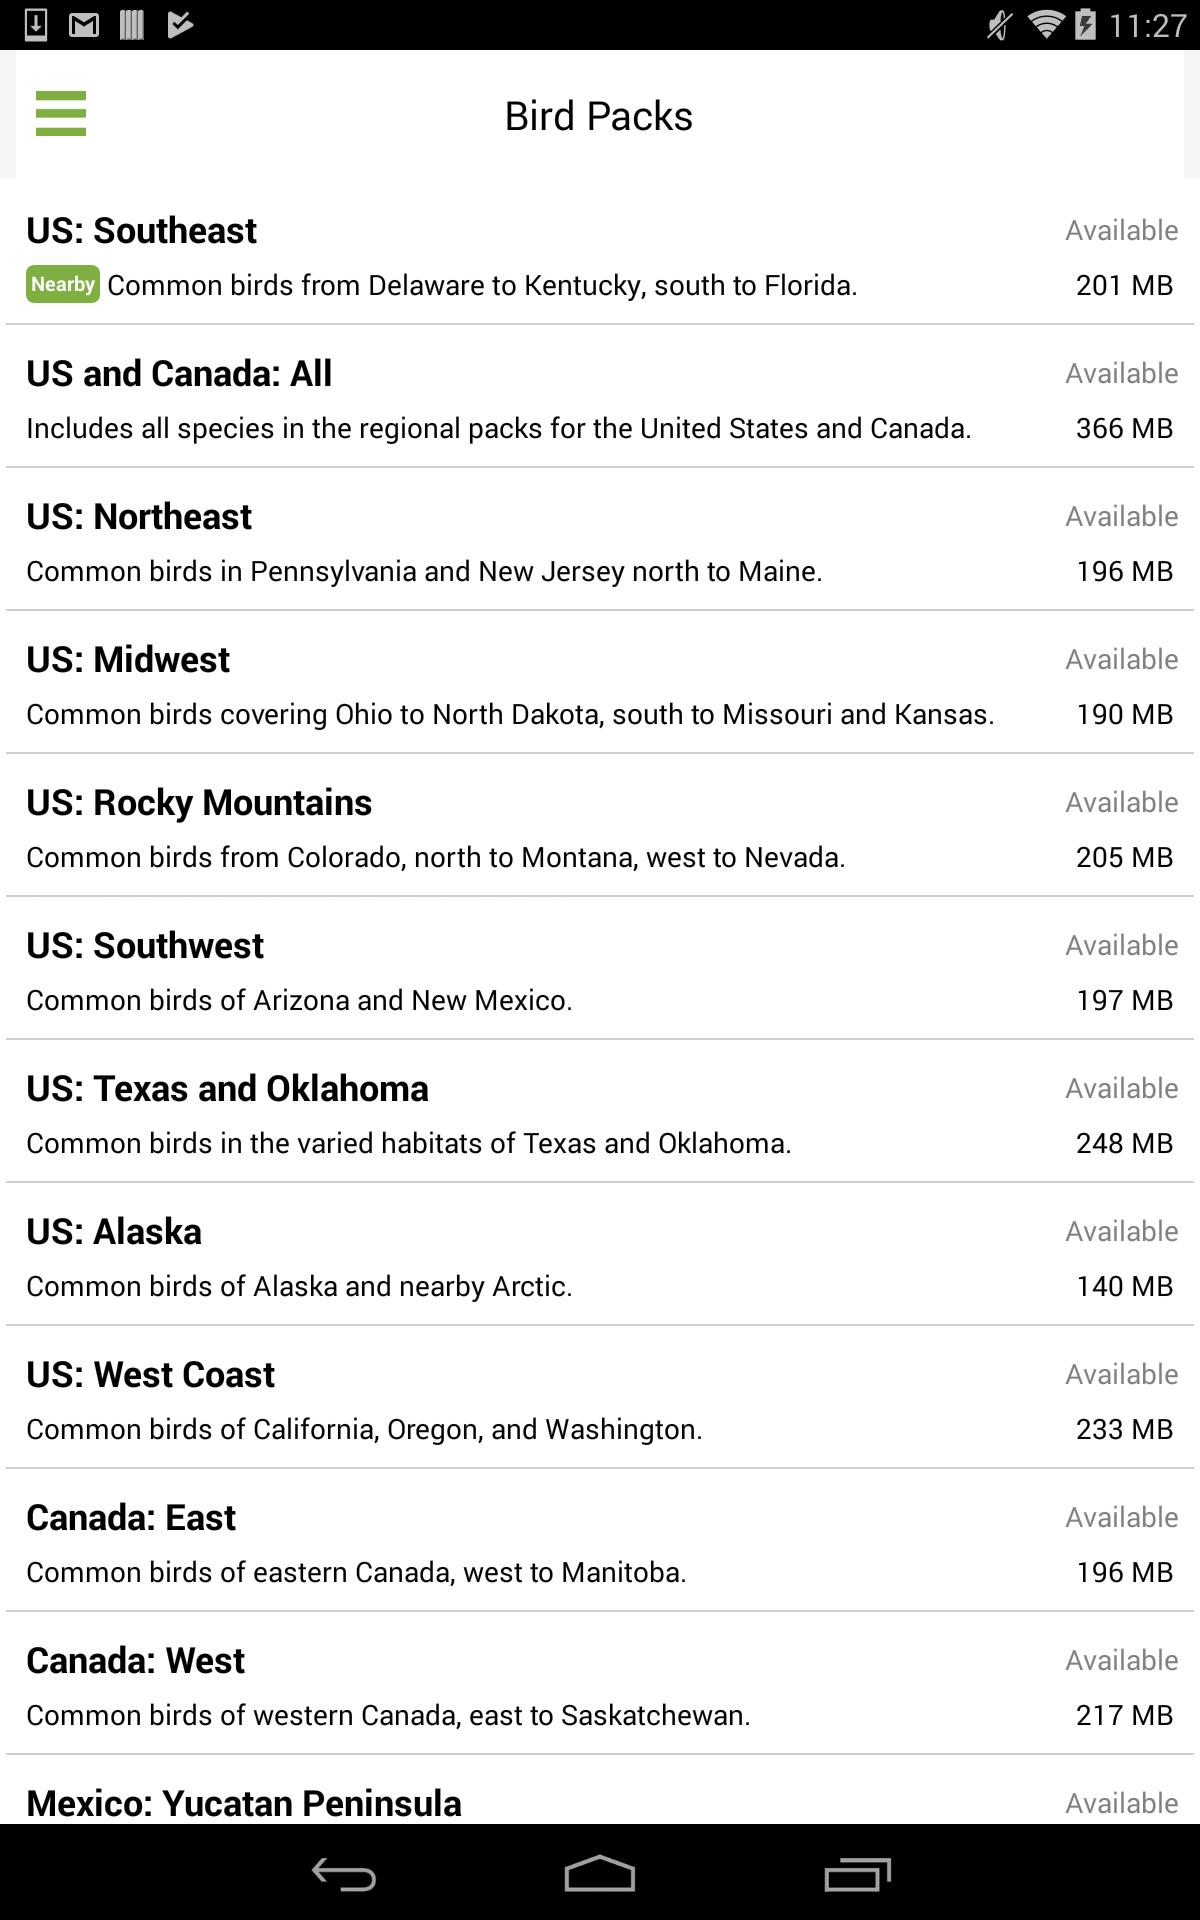 11:27
Bird Packs
US: Southeast Available
Nearby Common birds from Delaware to Kentucky, south to Florida. 201 MB
US and Canada: All Available
Includes all species in the regional packs for the United States and Canada. 366 MB
US: Northeast Available
Common birds in Pennsylvania and New Jersey north to Maine. 196 MB
US: Midwest Available
Common birds covering Ohio to North Dakota, south to Missouri and Kansas. 190 MB
US: Rocky Mountains Available
Common birds from Colorado, north to Montana, west to Nevada. 205 MB
US: Southwest Available
Common birds of Arizona and New Mexico. 197 MB
US: Texas and Oklahoma Available
Common birds in the varied habitats of Texas and Oklahoma. 248 MB
US: Alaska Available
Common birds of Alaska and nearby Arctic. 140 MB
US: West Coast Available
Common birds of California, Oregon, and Washington. 233 MB
Canada: East Available
Common birds of eastern Canada, west to Manitoba. 196 MB
Canada: West Available
Common birds of western Canada, east to Saskatchewan. 217 MB
Mexico: Yucatan Peninsula Available